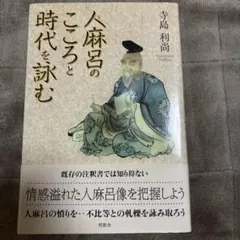 寺島 利尚
人麻呂の
こころと
時代を詠む
既存の注釈書では知り得ない
情感溢れた人麻呂像を把握しよう
人麻呂の憤りを‥不比等との軋轢を詠み取ろう